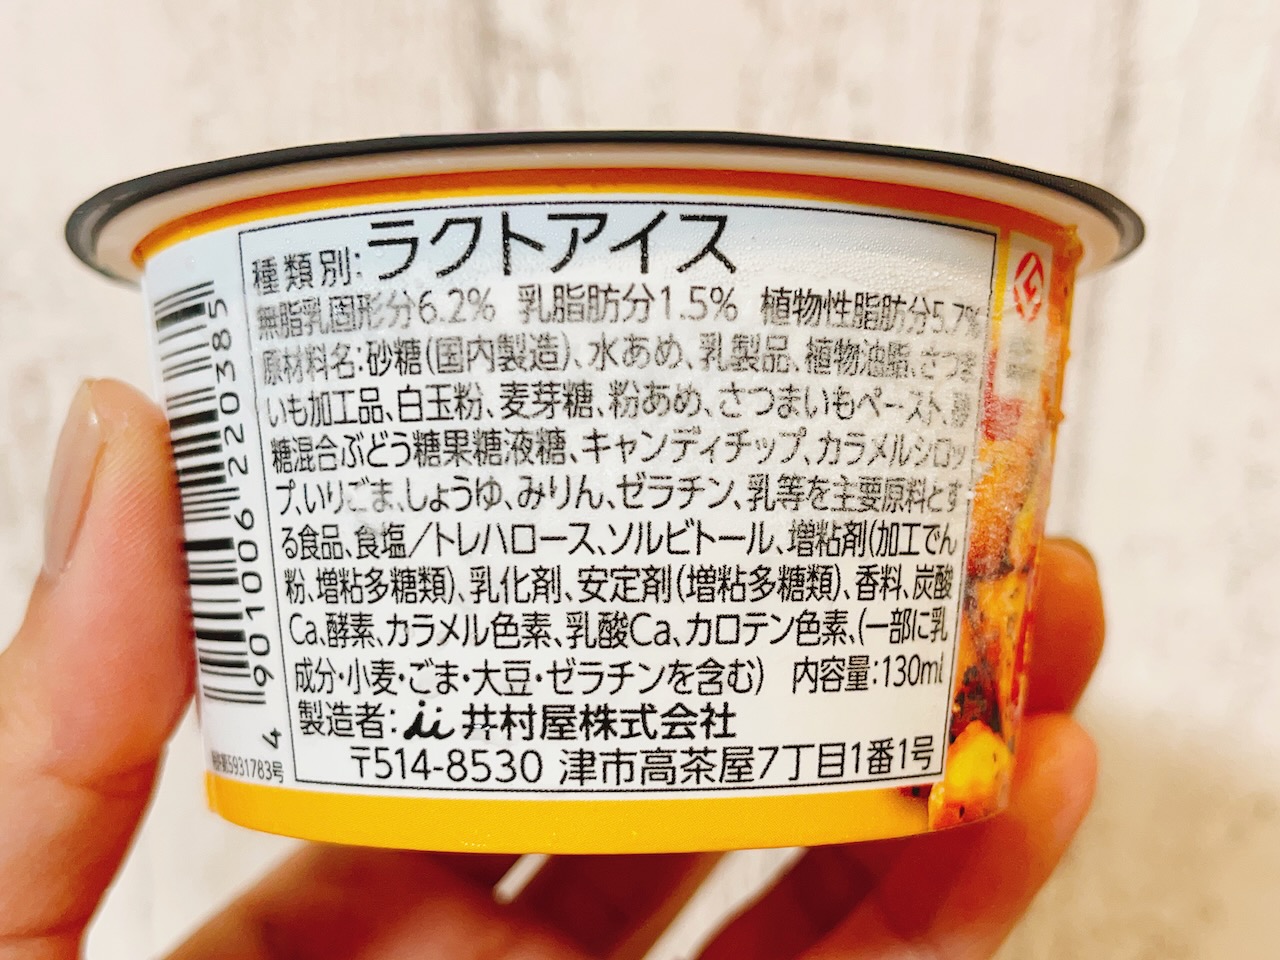 種類別:ラクトアイス
無脂乳固形分6.2% 乳脂肪分1.5% 植物性脂肪分5.7%
原材料名:砂糖(国内製造)、水あめ、乳製品、植物油脂、さつま
いも加工品、白玉粉、麦芽糖、粉あめ、さつまいもペースト、砂
糖混合ぶどう糖果糖液糖、キャンディチップ、カラメルシロッ
プ、いりごま、しょうゆ、みりん、ゼラチン、乳等を主要原料とす
る食品、食塩/トレハロース、ソルビトール、増粘剤(加工でん
粉、増粘多糖類)、乳化剤、安定剤(増粘多糖類)、香料、炭酸
Ca、酵素、カラメル色素、乳酸Ca、カロテン色素、(一部に乳
成分・小麦・ごま・大豆・ゼラチンを含む) 内容量:130ml
製造者:井村屋株式会社
〒514-8530 津市高茶屋7丁目1番1号
4 901006 220385
5931783号